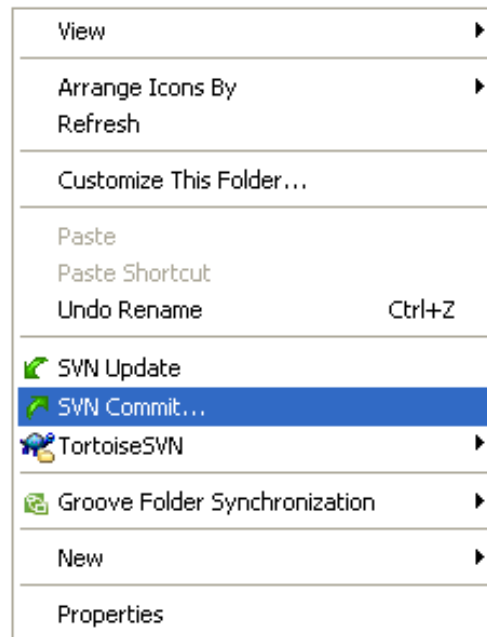 View
Arrange Icons By
Refresh
Customize This Folder...
Paste
Paste Shortcut
Undo Rename Ctrl+Z
SVN Update
SVN Commit...
TortoiseSVN
Groove Folder Synchronization
New
Properties